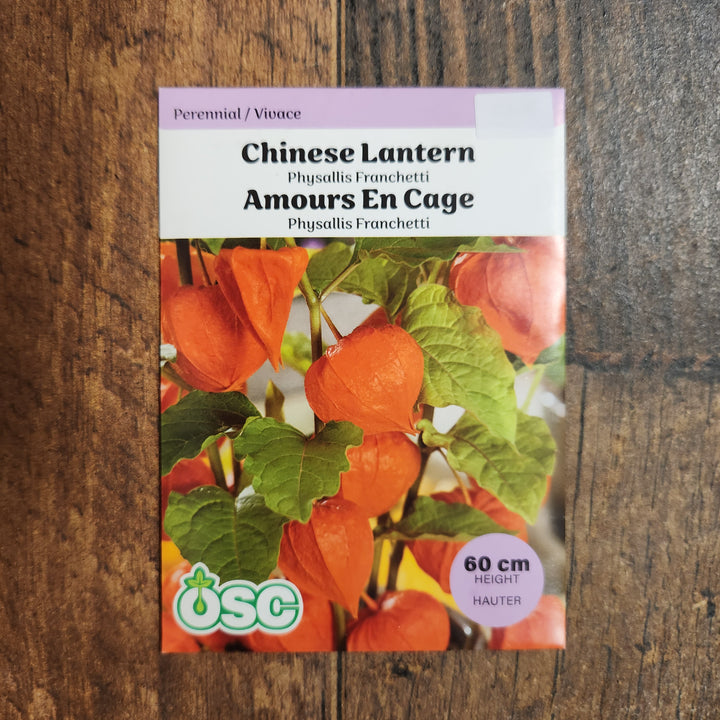 Perennial / Vivace
Chinese Lantern
Physallis Franchetti
Amours En Cage
Physallis Franchetti
60 cm
HEIGHT
HAUTER
OSC